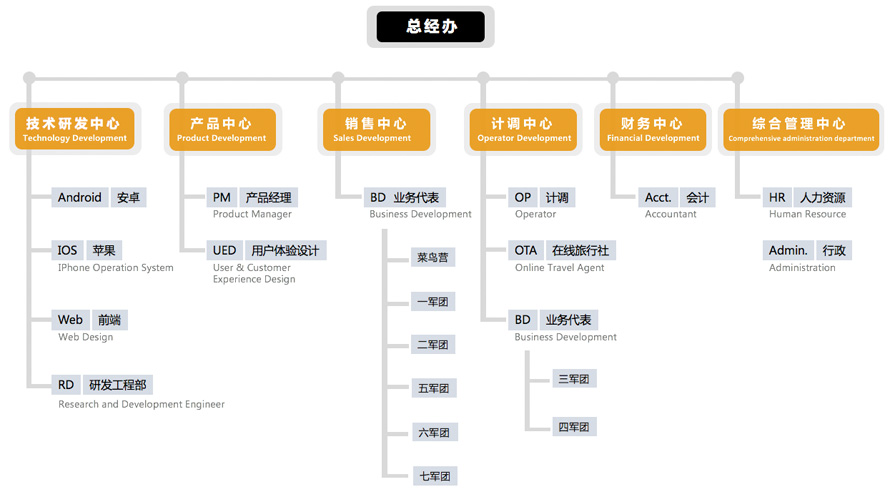 总经办
技术研发中心
Technology Development
Android 安卓
IOS 苹果
IPhone Operation System
Web 前端
Web Design
RD 研发工程部
Research and Development Engineer
产品中心
Product Development
PM 产品经理
Product Manager
UED 用户体验设计
User & Customer
Experience Design
销售中心
Sales Development
BD 业务代表
Business Development
菜鸟营
一军团
二军团
五军团
六军团
七军团
计调中心
Operator Development
OP 计调
Operator
OTA 在线旅行社
Online Travel Agent
BD 业务代表
Business Development
三军团
四军团
财务中心
Financial Development
Acct. 会计
Accountant
综合管理中心
Comprehensive administration department
HR 人力资源
Human Resource
Admin. 行政
Administration